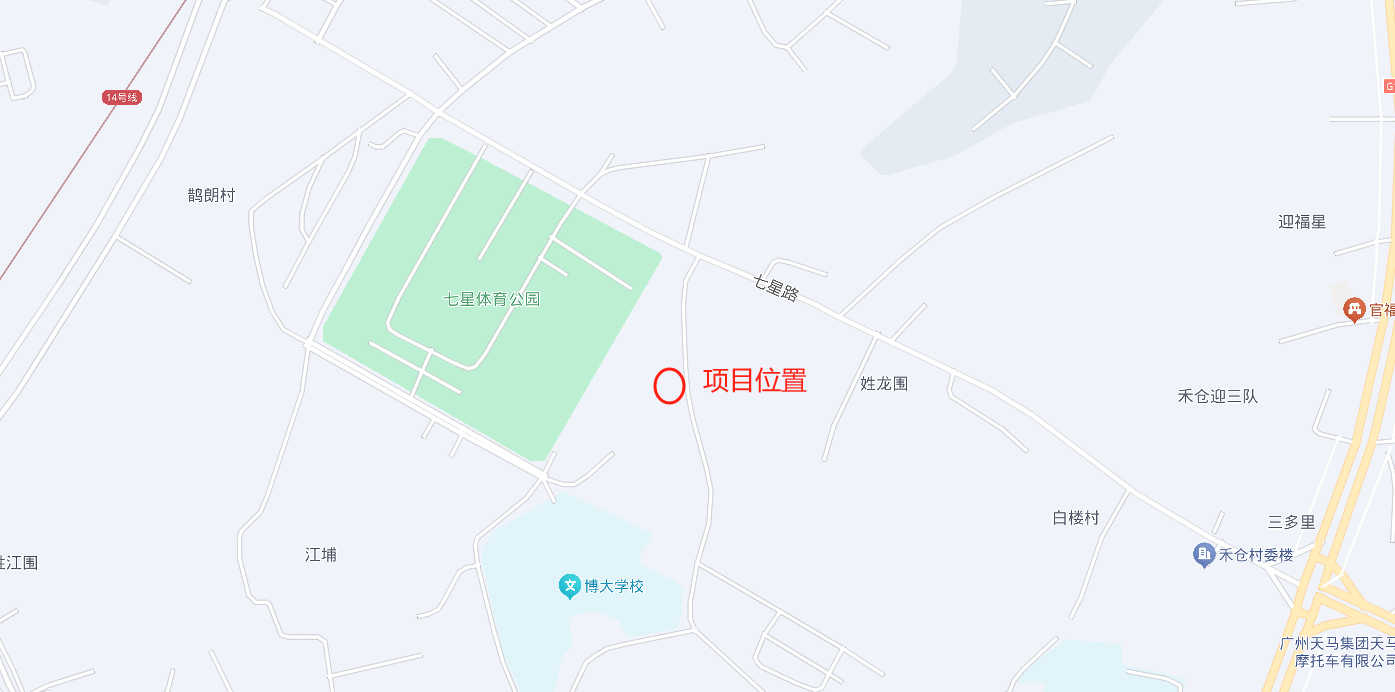 14号线
G
鹊朗村
迎福星
七星路
七星体育公园
官福
项目位置
姓龙围
禾仓迎三队
白楼村
三多里
江埔
姓江围
禾仓村委楼
博大学校
广州天马集团天马
摩托车有限公司